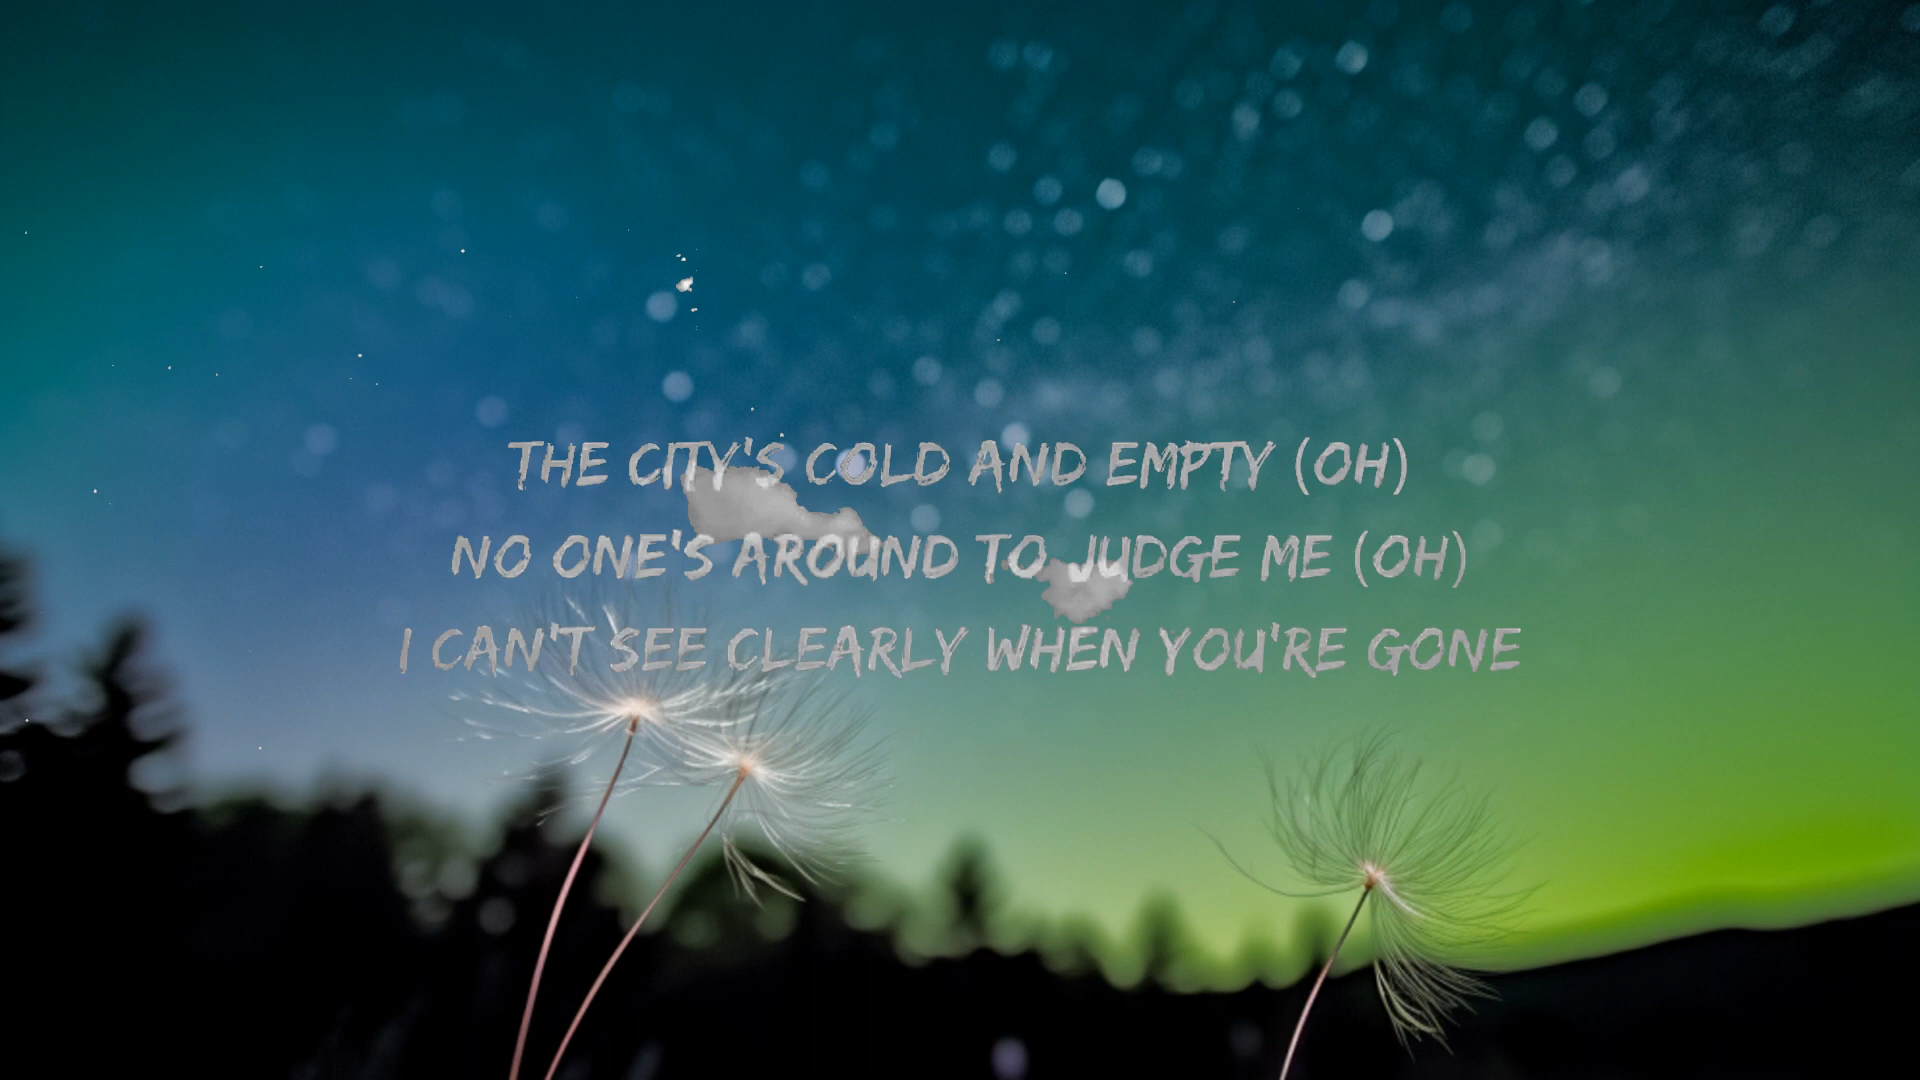 THE CITY'S COLD AND EMPTY (OH)
NO ONE'S AROUND TO JUDGE ME (OH)
I CAN'T SEE CLEARLY WHEN YOU'RE GONE